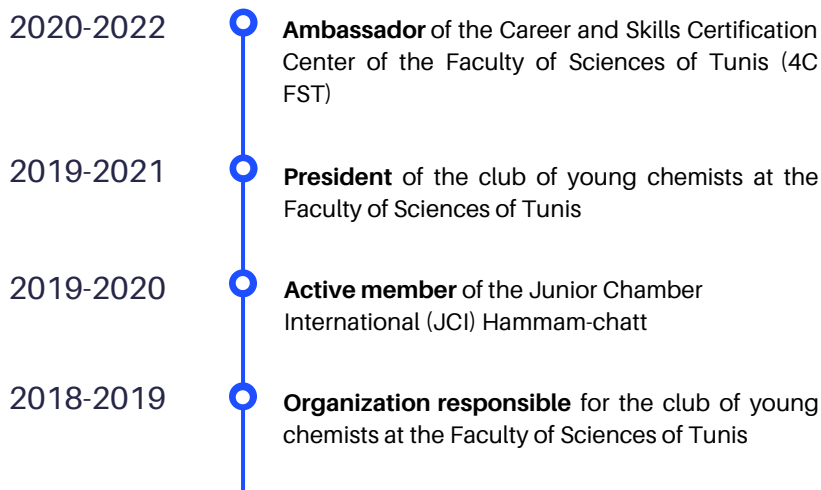 2020-2022
Ambassador of the Career and Skills Certification
Center of the Faculty of Sciences of Tunis (4C
FST)
2019-2021
President of the club of young chemists at the
Faculty of Sciences of Tunis
2019-2020
Active member of the Junior Chamber
International (JCI) Hammam-chatt
2018-2019
Organization responsible for the club of young
chemists at the Faculty of Sciences of Tunis